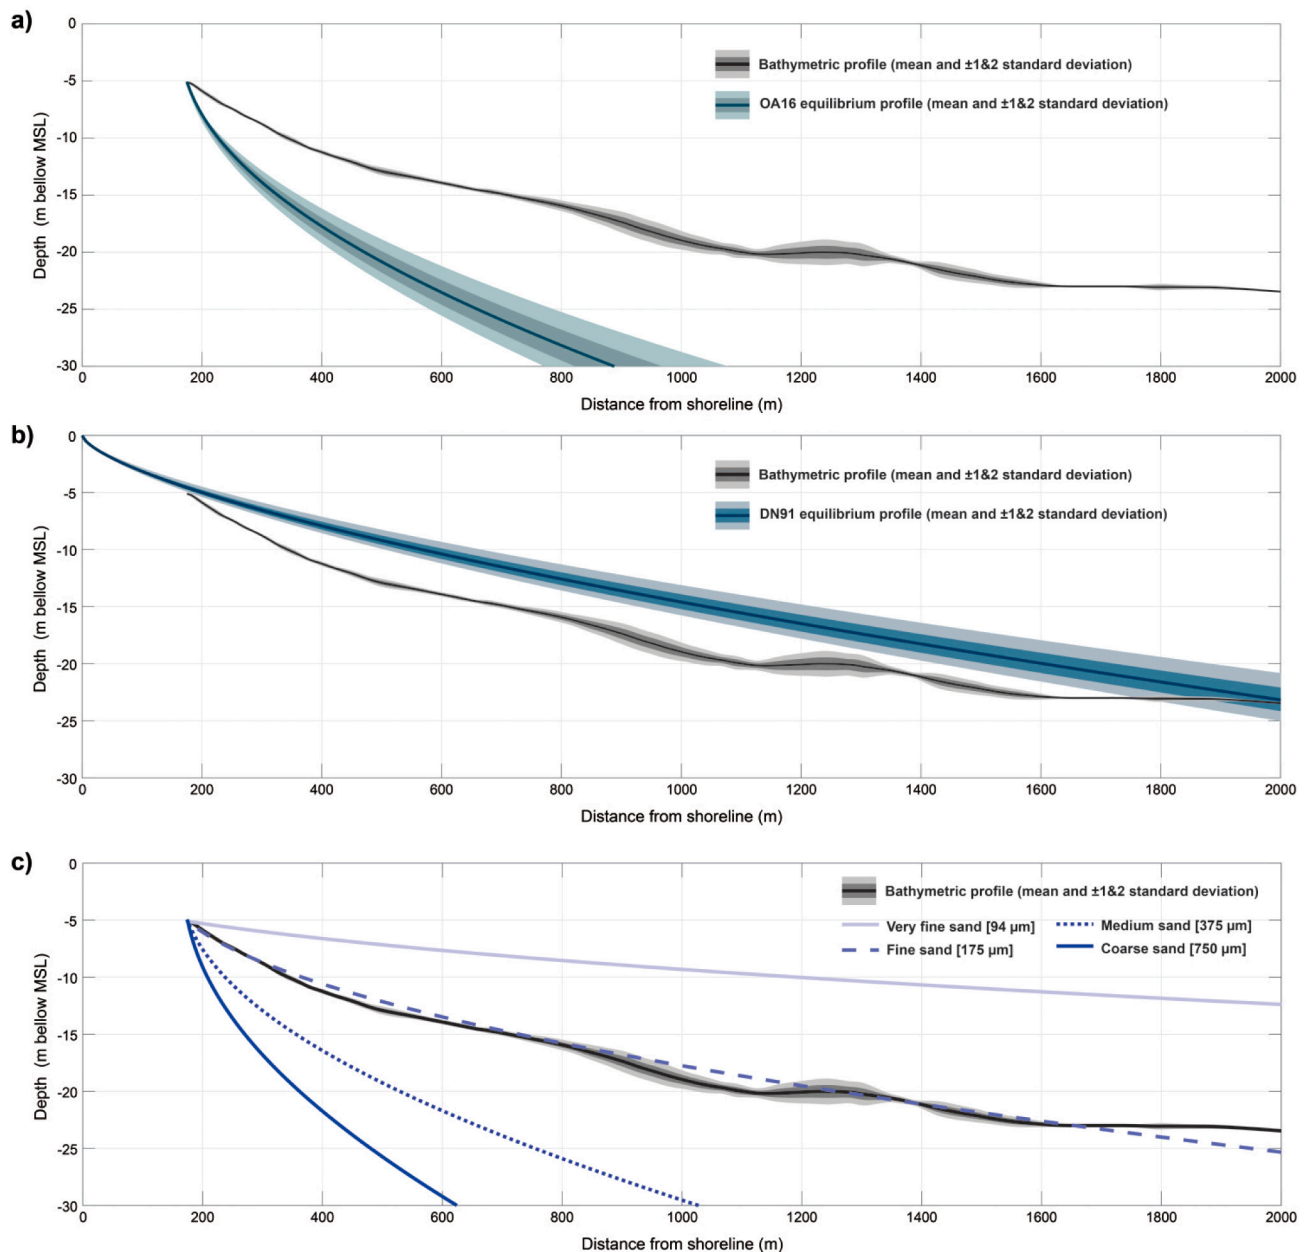 a)
0
-5
-10
-15
-20
-25
-30
Depth (m bellow MSL)
Bathymetric profile (mean and ±1&2 standard deviation)
OA16 equilibrium profile (mean and ±1&2 standard deviation)
0 200 400 600 800 1000 1200 1400 1600 1800 2000
Distance from shoreline (m)
b)
0
-5
-10
-15
-20
-25
-30
Depth (m bellow MSL)
Bathymetric profile (mean and ±1&2 standard deviation)
DN91 equilibrium profile (mean and ±1&2 standard deviation)
0 200 400 600 800 1000 1200 1400 1600 1800 2000
Distance from shoreline (m)
c)
0
-5
-10
-15
-20
-25
-30
Depth (m bellow MSL)
Bathymetric profile (mean and ±1&2 standard deviation)
Very fine sand [94 µm] Medium sand [375 µm]
Fine sand [175 µm] Coarse sand [750 µm]
0 200 400 600 800 1000 1200 1400 1600 1800 2000
Distance from shoreline (m)